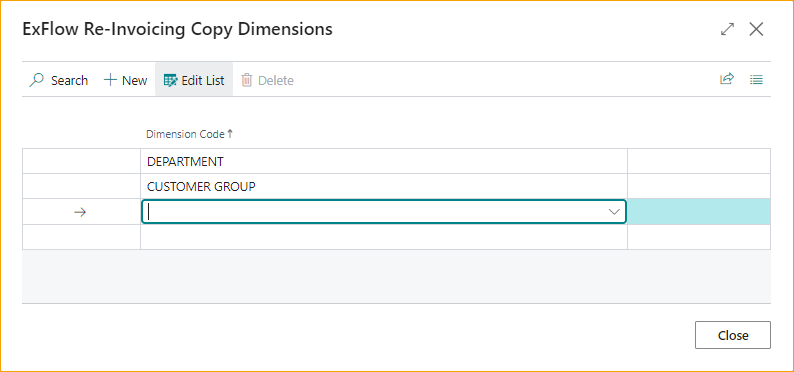 ExFlow Re-Invoicing Copy Dimensions
Search New Edit List Delete
Dimension Code↑
DEPARTMENT
CUSTOMER GROUP
Close